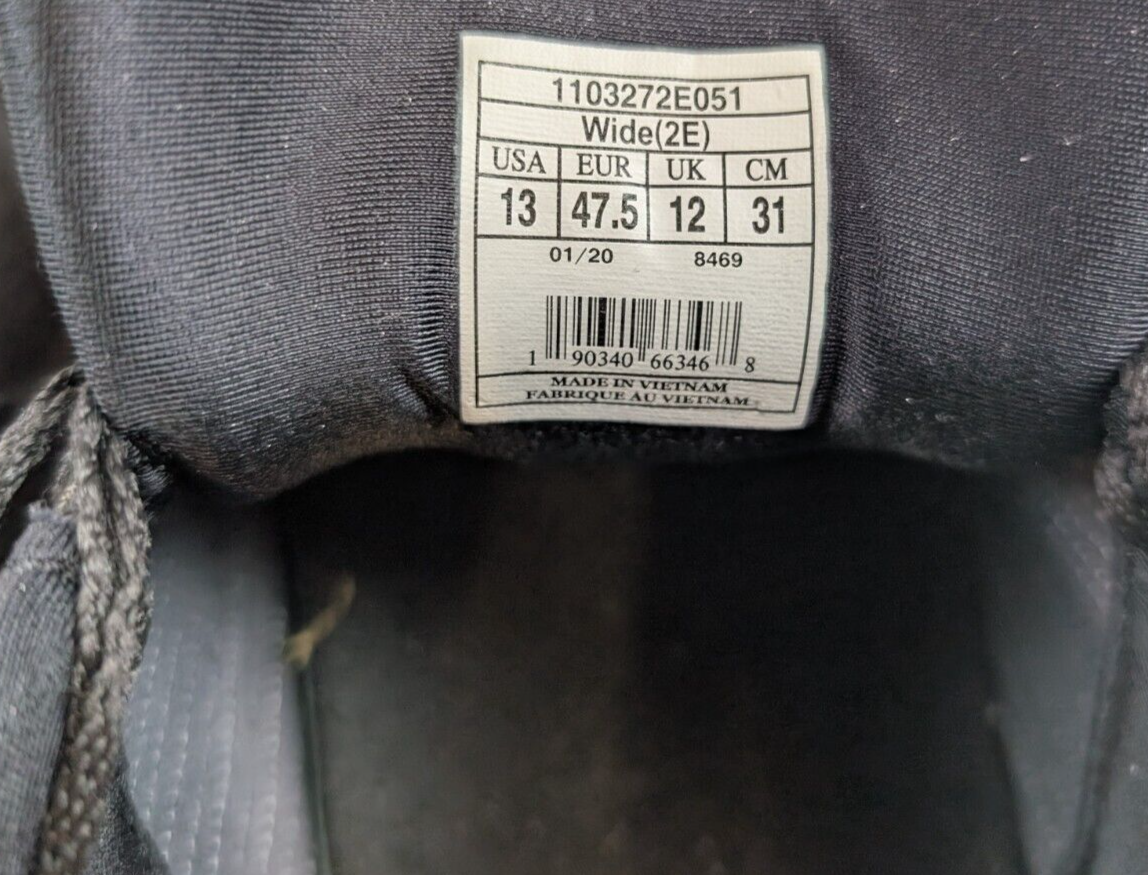 1103272E051
Wide(2E)
USA EUR UK CM
13 47.5 12 31
01/20 8469
1 90340 66346 8
MADE IN VIETNAM
FABRIQUE AU VIETNAM